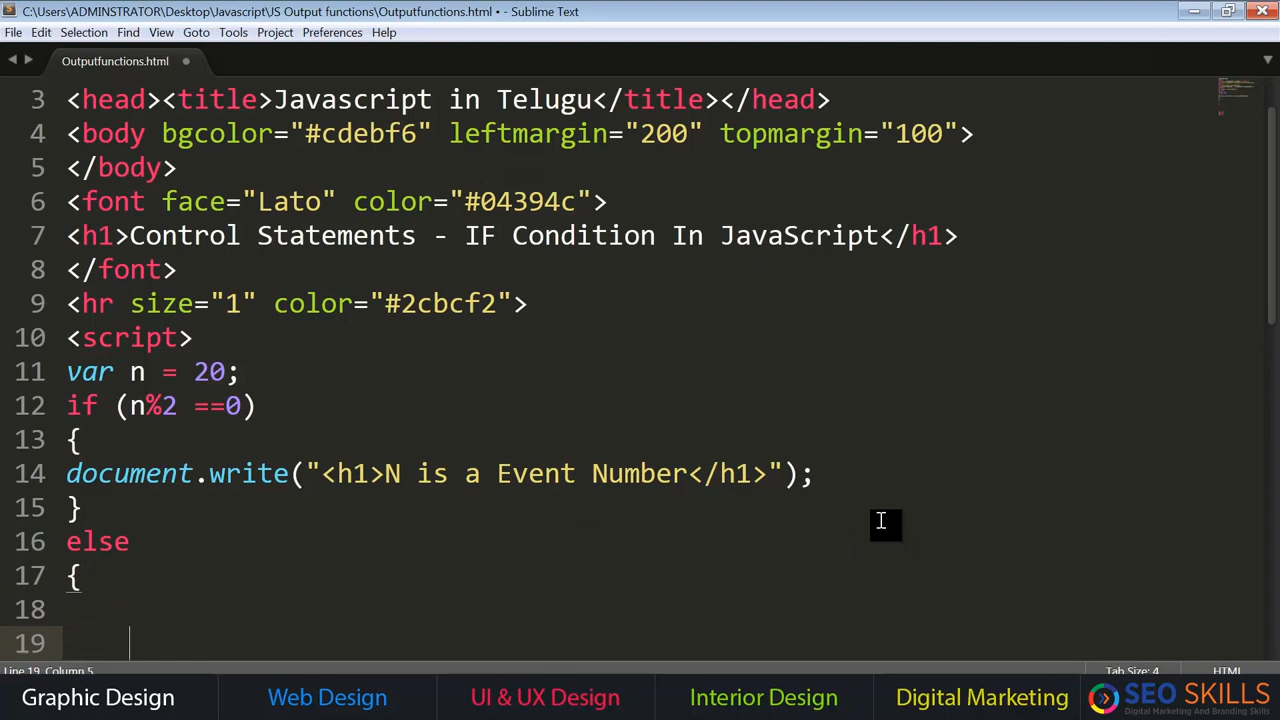 C:\Users\ADMINSTRATOR\Desktop\Javascript\JS Output functions\Outputfunctions.html • - Sublime Text
File Edit Selection Find View Goto Tools Project Preferences Help
Outputfunctions.html
3 <head><title>Javascript in Telugu</title></head>
4 <body bgcolor="#cdebf6" leftmargin="200" topmargin="100">
5 </body>
6 <font face="Lato" color="#04394c">
7 <h1>Control Statements - IF Condition In JavaScript</h1>
8 </font>
9 <hr size="1" color="#2cbcf2">
10 <script>
11 var n = 20;
12 if (n%2 ==0)
13 {
14 document.write("<h1>N is a Event Number</h1>");
15 }
16 else
17 {
18
19
Line 19, Column 5 Tab Size: 4 HTML
Graphic Design Web Design UI & UX Design Interior Design Digital Marketing SEO SKILLS
Digital Marketing And Branding Skills